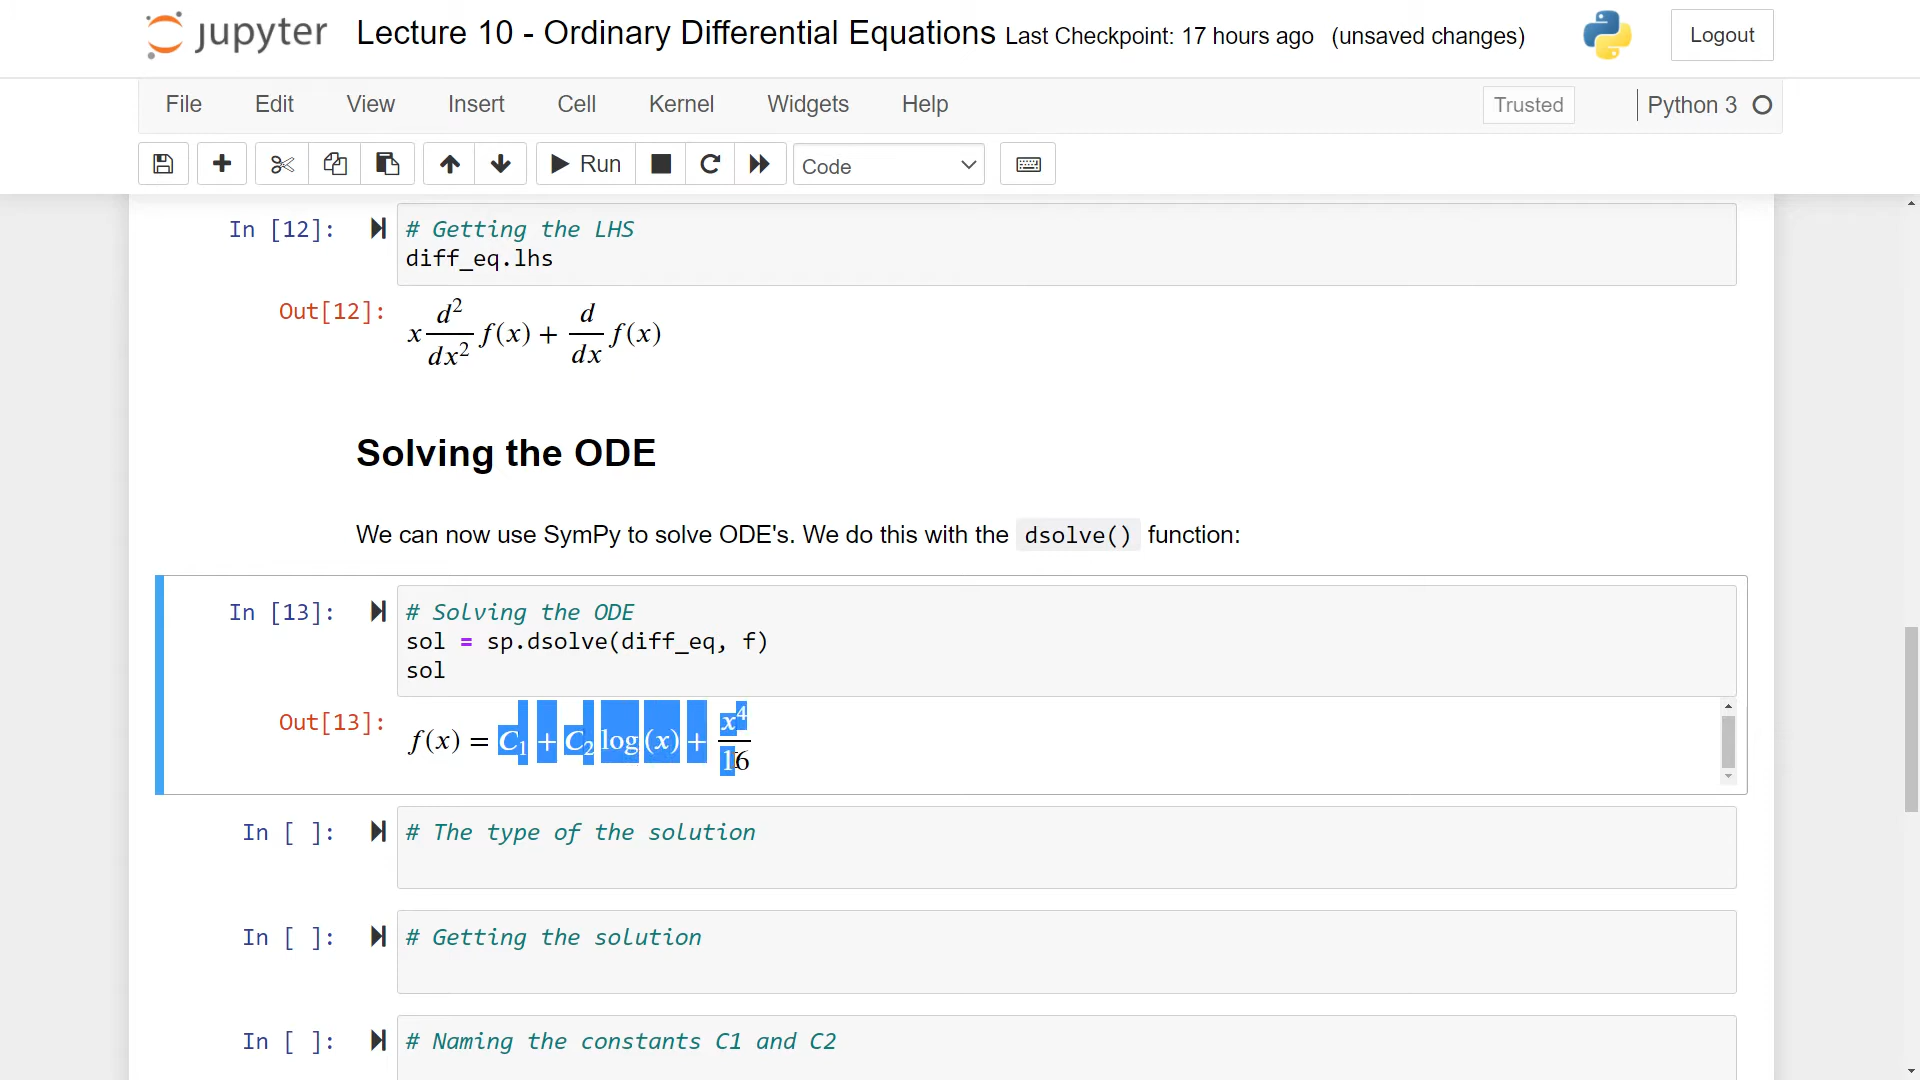 jupyter Lecture 10 - Ordinary Differential Equations Last Checkpoint: 17 hours ago (unsaved changes) Logout
File Edit View Insert Cell Kernel Widgets Help Trusted Python 3
Run Code
In [12]: # Getting the LHS
diff_eq.lhs
Out[12]: x d²/dx² f(x) + d/dx f(x)
Solving the ODE
We can now use SymPy to solve ODE's. We do this with the dsolve() function:
In [13]: # Solving the ODE
sol = sp.dsolve(diff_eq, f)
sol
Out[13]: f(x) = C₁ + C₂ log (x) + x⁴/16
In [ ]: # The type of the solution
In [ ]: # Getting the solution
In [ ]: # Naming the constants C1 and C2